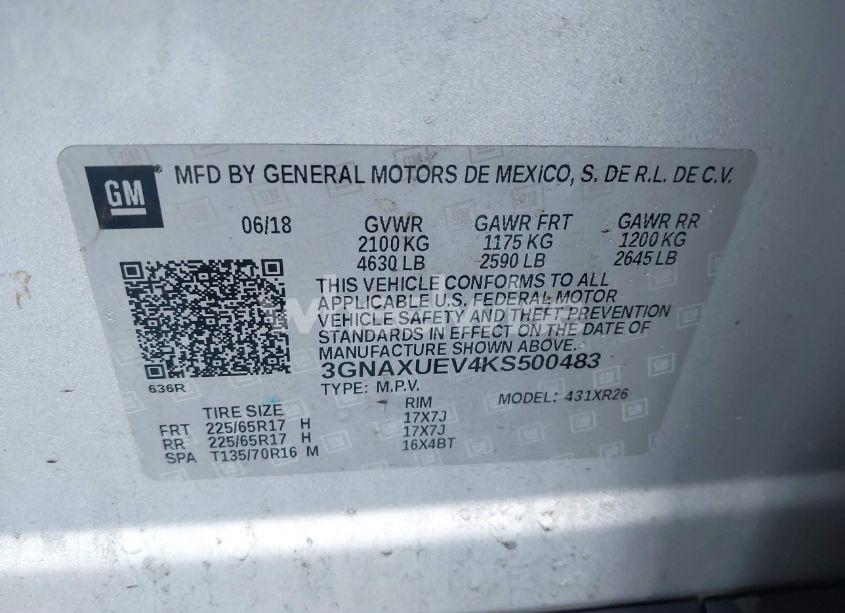 GM
MFD BY GENERAL MOTORS DE MEXICO, S. DE R.L. DE C.V.
06/18 GVWR GAWR FRT GAWR RR
2100 KG 1175 KG 1200 KG
4630 LB 2590 LB 2645 LB
THIS VEHICLE CONFORMS TO ALL
APPLICABLE U.S. FEDERAL MOTOR
VEHICLE SAFETY AND THEFT PREVENTION
STANDARDS IN EFFECT ON THE DATE OF
MANUFACTURE SHOWN ABOVE.
3GNAXUEV4KS500483
636R
TYPE: M.P.V. MODEL: 431XR26
TIRE SIZE RIM
FRT 225/65R17 H 17X7J
RR 225/65R17 H 17X7J
SPA T135/70R16 M 16X4BT